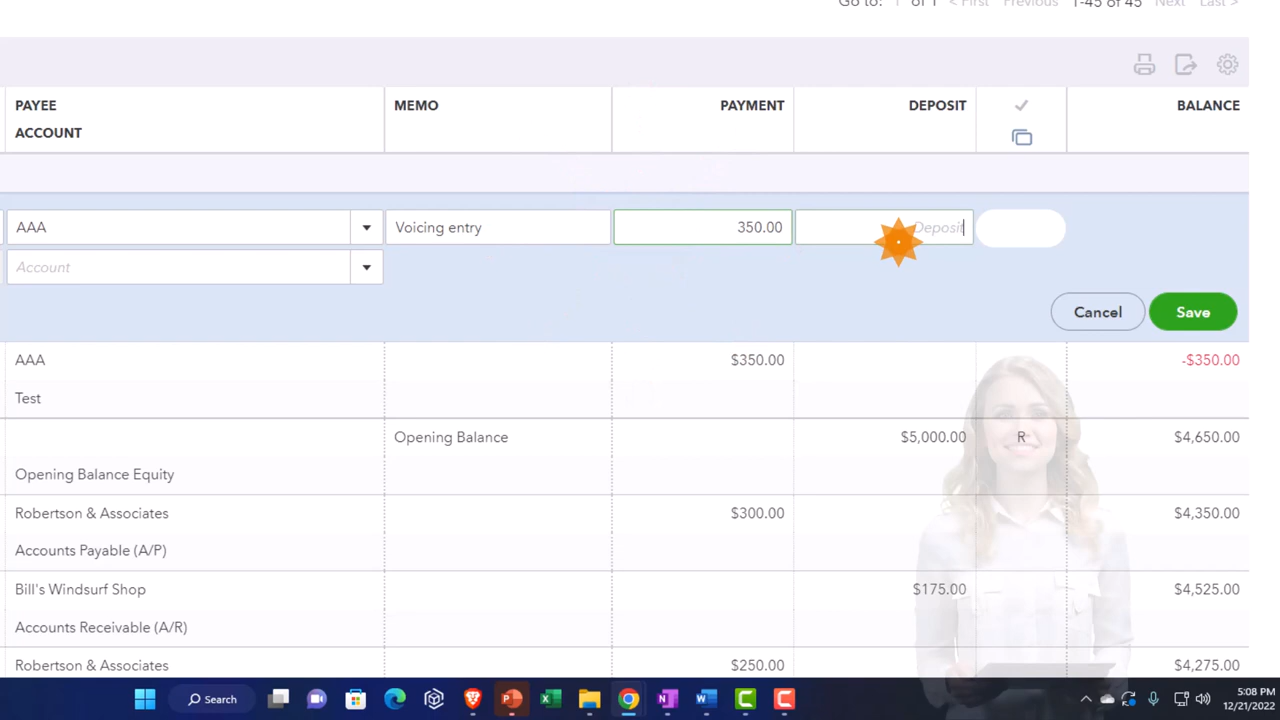 Go to: 1 of 1 < First Previous 1-45 of 45 Next Last >
PAYEE MEMO PAYMENT DEPOSIT BALANCE
ACCOUNT
AAA Voicing entry 350.00 Deposit
Account
Cancel Save
AAA $350.00 -$350.00
Test
Opening Balance $5,000.00 R $4,650.00
Opening Balance Equity
Robertson & Associates $300.00 $4,350.00
Accounts Payable (A/P)
Bill's Windsurf Shop $175.00 $4,525.00
Accounts Receivable (A/R)
Robertson & Associates $250.00 $4,275.00
Search 5:08 PM
12/21/2022